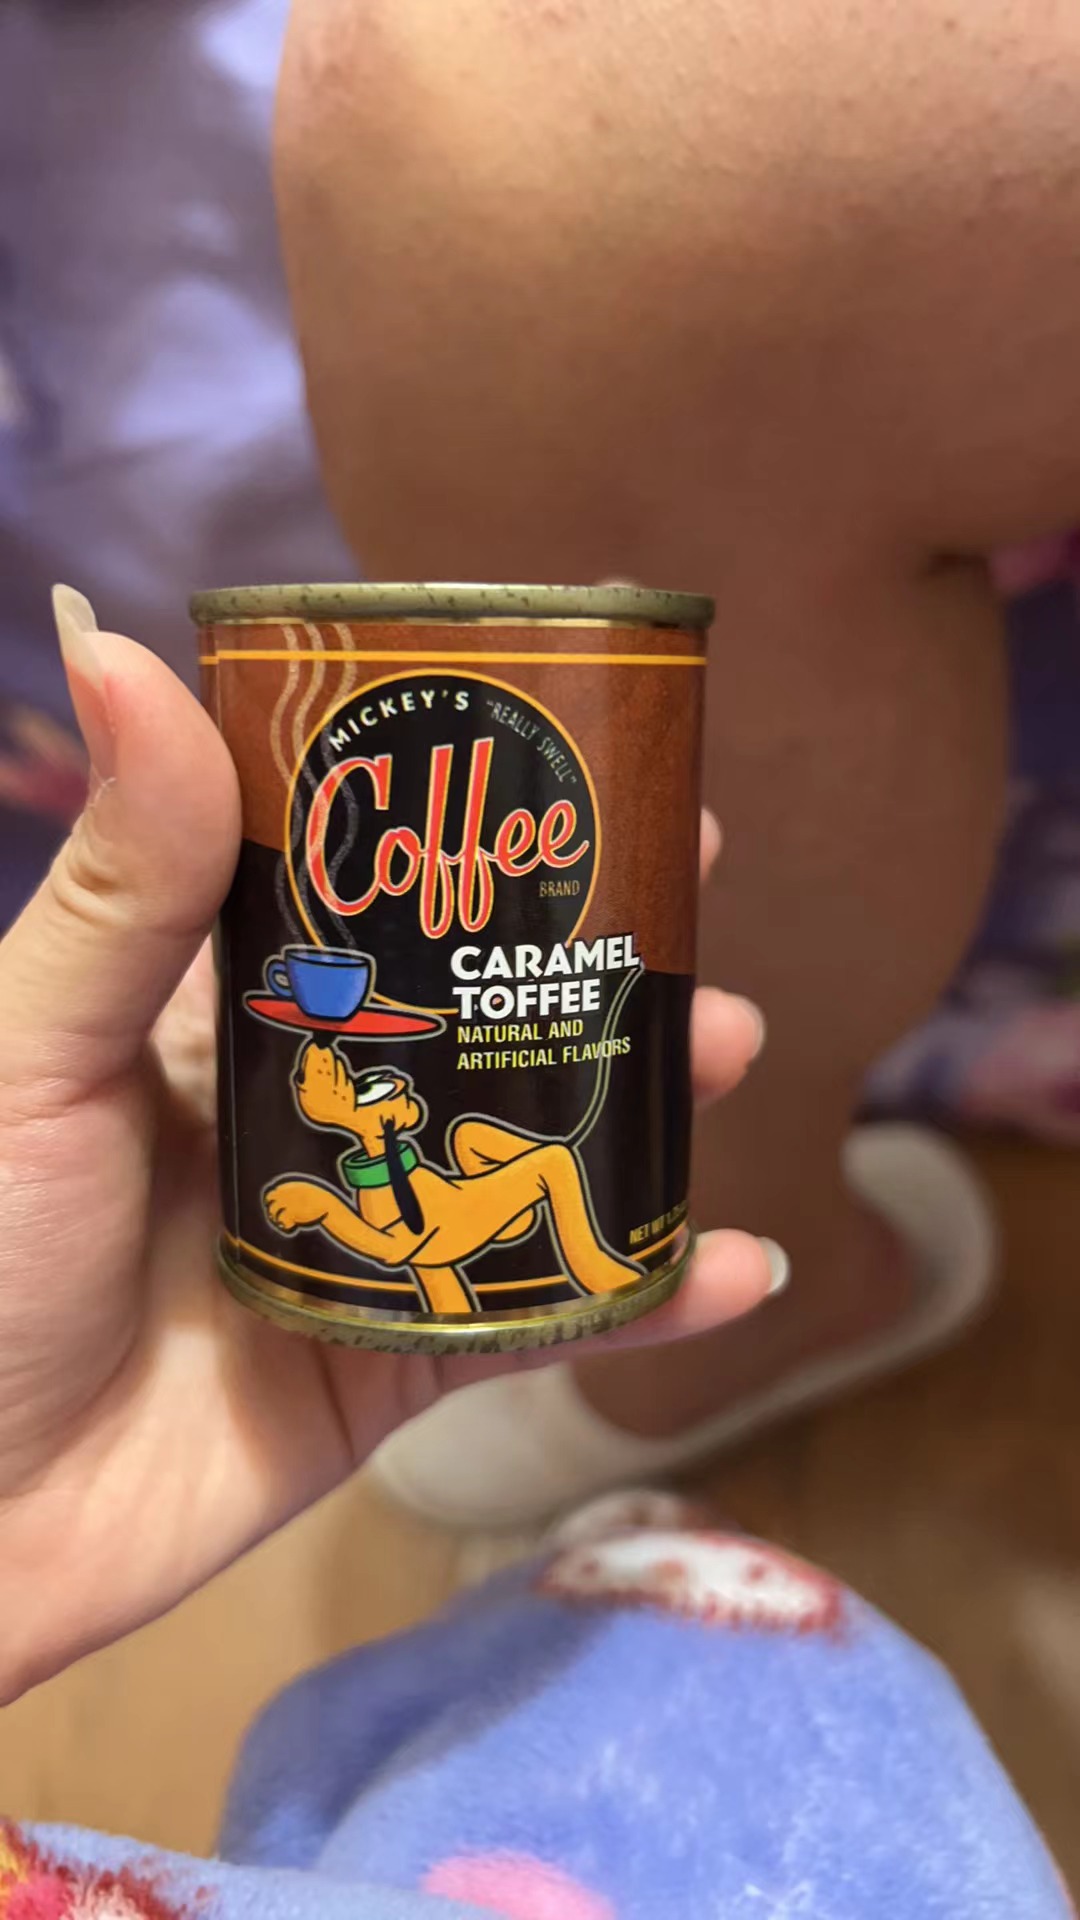 MICKEY'S "REALLY SWELL"
Coffee
BRAND
CARAMEL
TOFFEE
NATURAL AND
ARTIFICIAL FLAVORS
NET WT